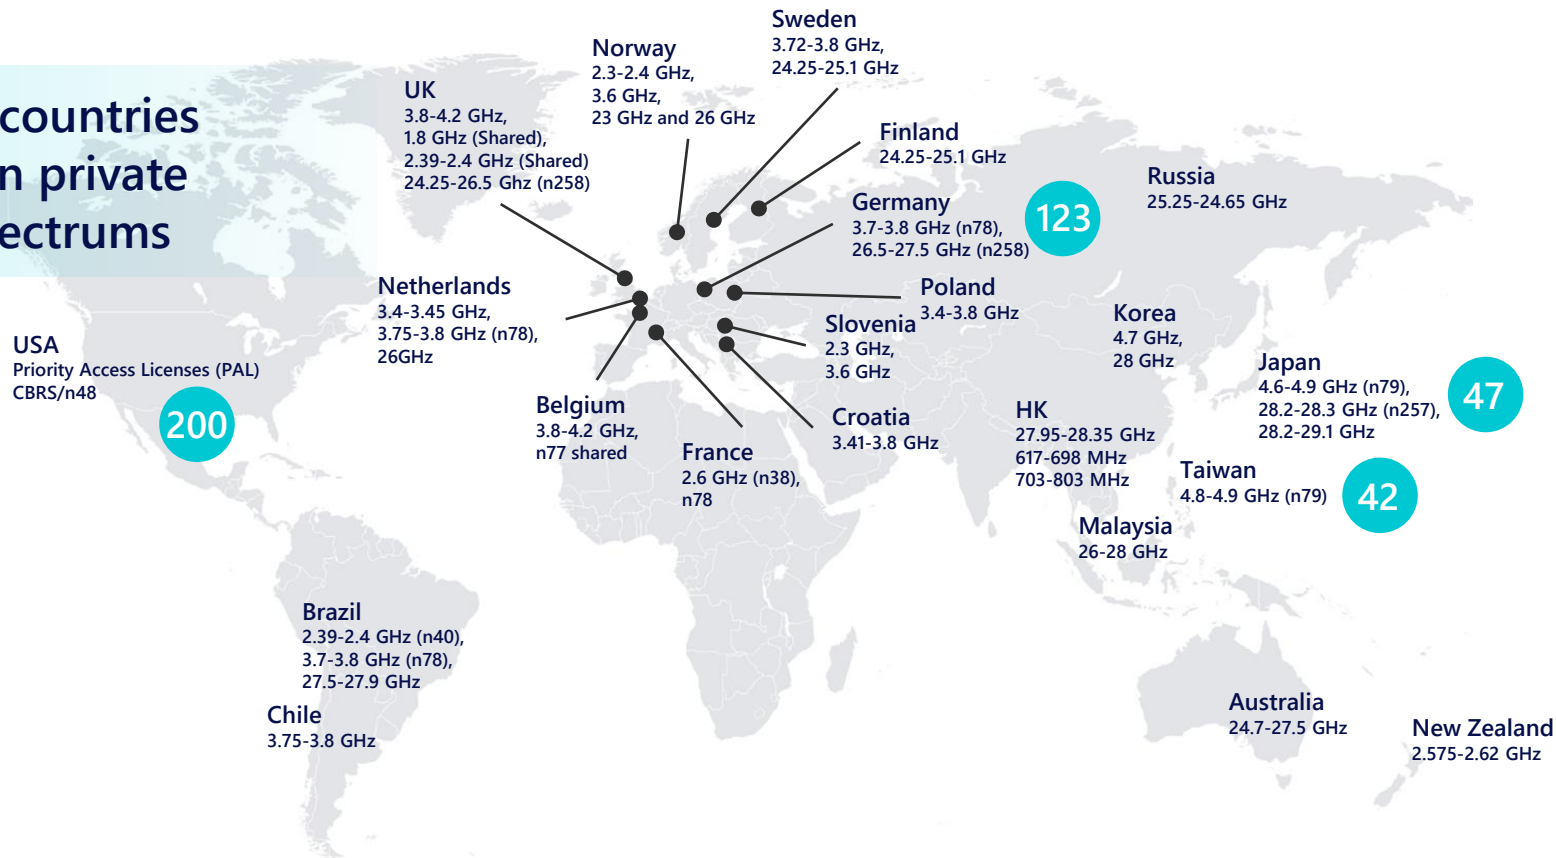 countries
n private
ectrums
USA
Priority Access Licenses (PAL)
CBRS/n48
200
UK
3.8-4.2 GHz,
1.8 GHz (Shared),
2.39-2.4 GHz (Shared)
24.25-26.5 Ghz (n258)
Norway
2.3-2.4 GHz,
3.6 GHz,
23 GHz and 26 GHz
Sweden
3.72-3.8 GHz,
24.25-25.1 GHz
Finland
24.25-25.1 GHz
Germany
3.7-3.8 GHz (n78),
26.5-27.5 GHz (n258)
123
Russia
25.25-24.65 GHz
Netherlands
3.4-3.45 GHz,
3.75-3.8 GHz (n78),
26GHz
Poland
3.4-3.8 GHz
Slovenia
2.3 GHz,
3.6 GHz
Belgium
3.8-4.2 GHz,
n77 shared
France
2.6 GHz (n38),
n78
Croatia
3.41-3.8 GHz
Korea
4.7 GHz,
28 GHz
Japan
4.6-4.9 GHz (n79),
28.2-28.3 GHz (n257),
28.2-29.1 GHz
47
HK
27.95-28.35 GHz
617-698 MHz
703-803 MHz
Taiwan
4.8-4.9 GHz (n79)
42
Malaysia
26-28 GHz
Brazil
2.39-2.4 GHz (n40),
3.7-3.8 GHz (n78),
27.5-27.9 GHz
Chile
3.75-3.8 GHz
Australia
24.7-27.5 GHz
New Zealand
2.575-2.62 GHz